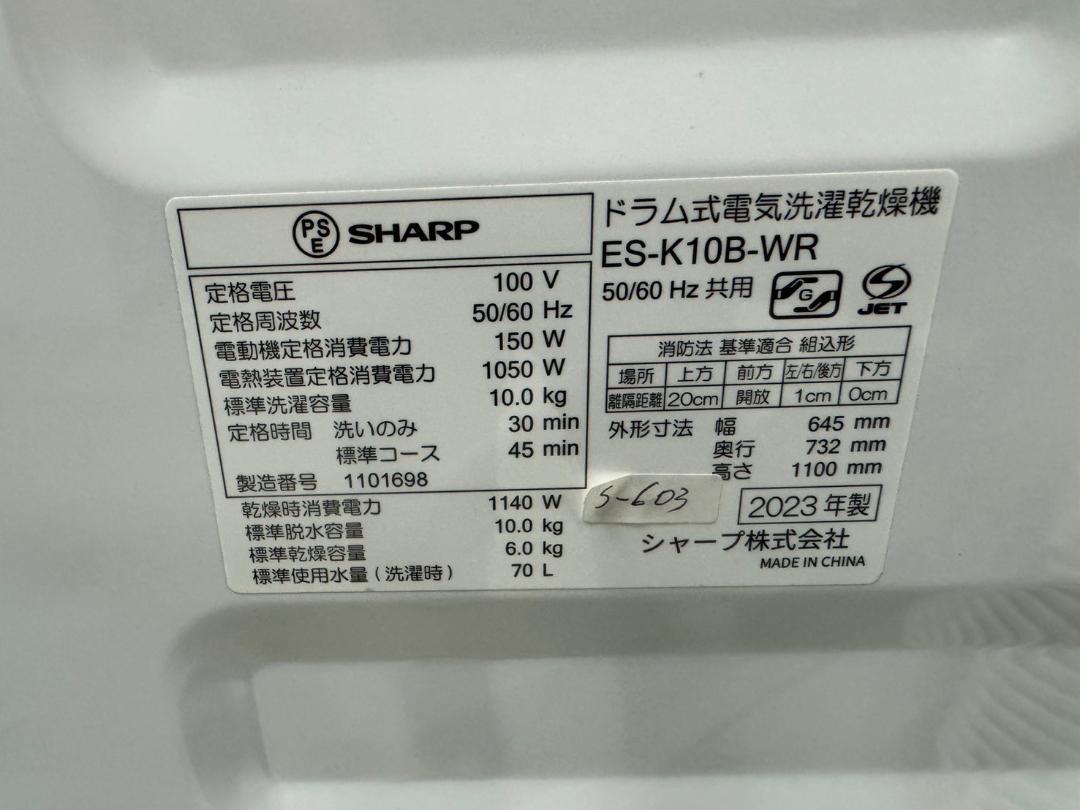 PSE SHARP
定格電圧 100 V
定格周波数 50/60 Hz
電動機定格消費電力 150 W
電熱装置定格消費電力 1050 W
標準洗濯容量 10.0 kg
定格時間 洗いのみ 30 min
標準コース 45 min
製造番号 1101698
乾燥時消費電力 1140 W
標準脱水容量 10.0 kg
標準乾燥容量 6.0 kg
標準使用水量(洗濯時) 70 L
ドラム式電気洗濯乾燥機
ES-K10B-WR
50/60 Hz 共用 G S JET
消防法 基準適合 組込形
場所 上方 前方 左/右/後方 下方
離隔距離 20cm 開放 1cm 0cm
外形寸法 幅 645 mm
奥行 732 mm
高さ 1100 mm
S-603
2023 年製
シャープ株式会社
MADE IN CHINA